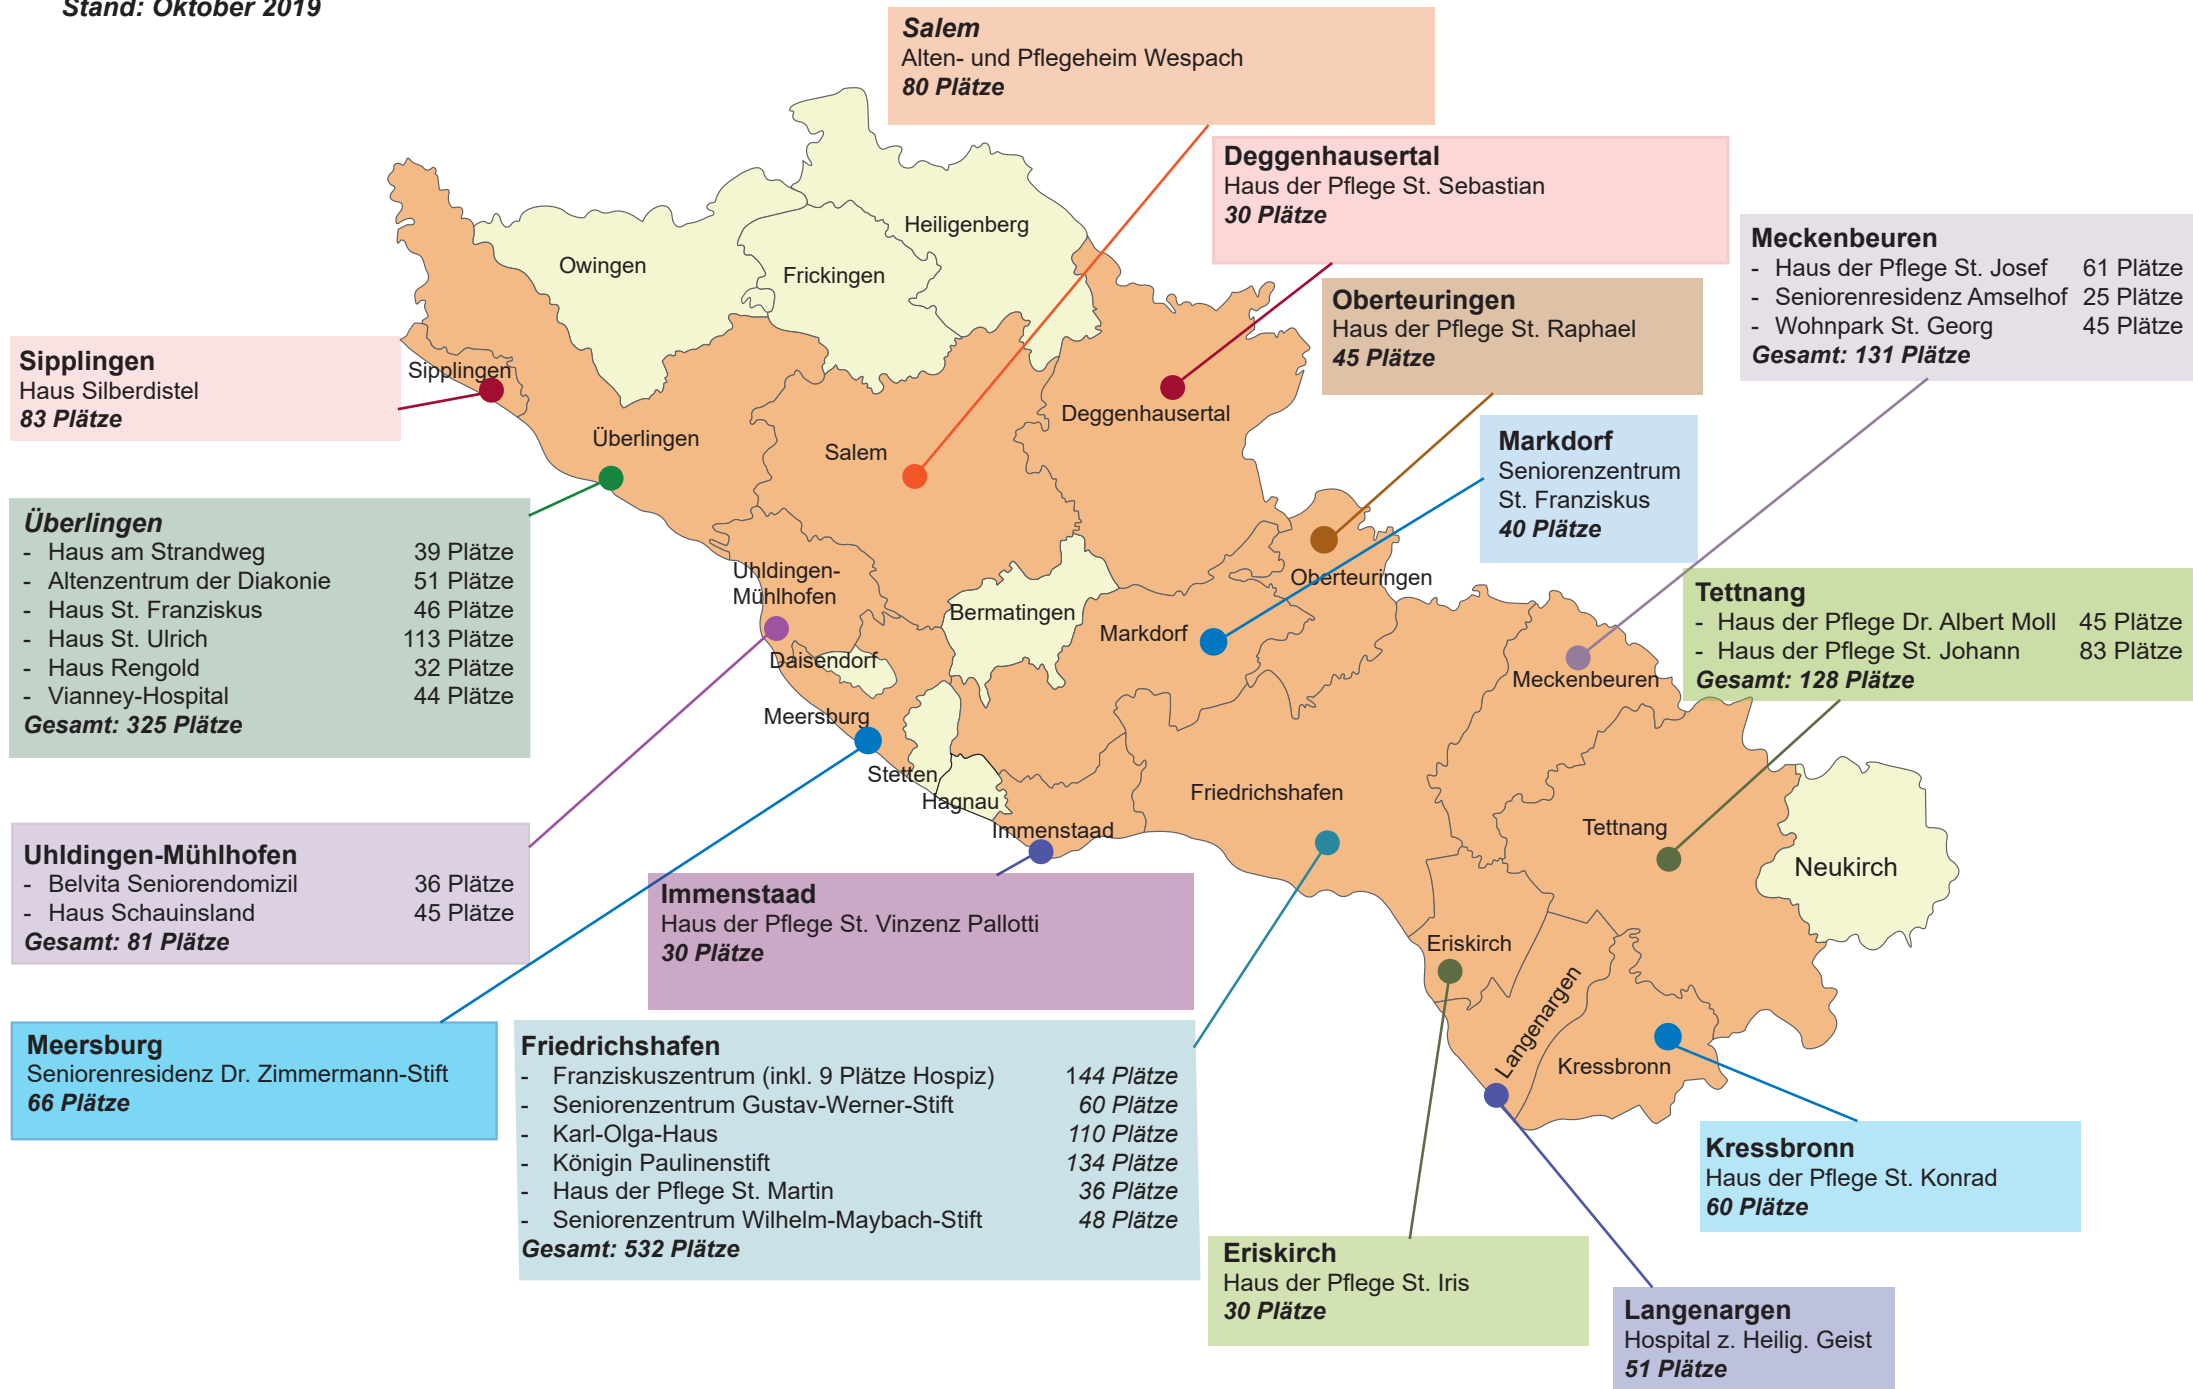 Stand: Oktober 2019
Salem
Alten- und Pflegeheim Wespach
80 Plätze
Deggenhausertal
Haus der Pflege St. Sebastian
30 Plätze
Meckenbeuren
- Haus der Pflege St. Josef 61 Plätze
- Seniorenresidenz Amselhof 25 Plätze
- Wohnpark St. Georg 45 Plätze
Gesamt: 131 Plätze
Oberteuringen
Haus der Pflege St. Raphael
45 Plätze
Markdorf
Seniorenzentrum
St. Franziskus
40 Plätze
Tettnang
- Haus der Pflege Dr. Albert Moll 45 Plätze
- Haus der Pflege St. Johann 83 Plätze
Gesamt: 128 Plätze
Sipplingen
Haus Silberdistel
83 Plätze
Überlingen
- Haus am Strandweg 39 Plätze
- Altenzentrum der Diakonie 51 Plätze
- Haus St. Franziskus 46 Plätze
- Haus St. Ulrich 113 Plätze
- Haus Rengold 32 Plätze
- Vianney-Hospital 44 Plätze
Gesamt: 325 Plätze
Uhldingen-Mühlhofen
- Belvita Seniorendomizil 36 Plätze
- Haus Schauinsland 45 Plätze
Gesamt: 81 Plätze
Meersburg
Seniorenresidenz Dr. Zimmermann-Stift
66 Plätze
Immenstaad
Haus der Pflege St. Vinzenz Pallotti
30 Plätze
Friedrichshafen
- Franziskuszentrum (inkl. 9 Plätze Hospiz) 144 Plätze
- Seniorenzentrum Gustav-Werner-Stift 60 Plätze
- Karl-Olga-Haus 110 Plätze
- Königin Paulinenstift 134 Plätze
- Haus der Pflege St. Martin 36 Plätze
- Seniorenzentrum Wilhelm-Maybach-Stift 48 Plätze
Gesamt: 532 Plätze
Eriskirch
Haus der Pflege St. Iris
30 Plätze
Kressbronn
Haus der Pflege St. Konrad
60 Plätze
Langenargen
Hospital z. Heilig. Geist
51 Plätze
Heiligenberg
Owingen
Frickingen
Sipplingen
Deggenhausertal
Überlingen
Salem
Uhldingen-
Mühlhofen
Oberteuringen
Bermatingen
Markdorf
Daisendorf
Meckenbeuren
Meersburg
Stetten
Hagnau
Friedrichshafen
Immenstaad
Tettnang
Neukirch
Eriskirch
Langenargen
Kressbronn